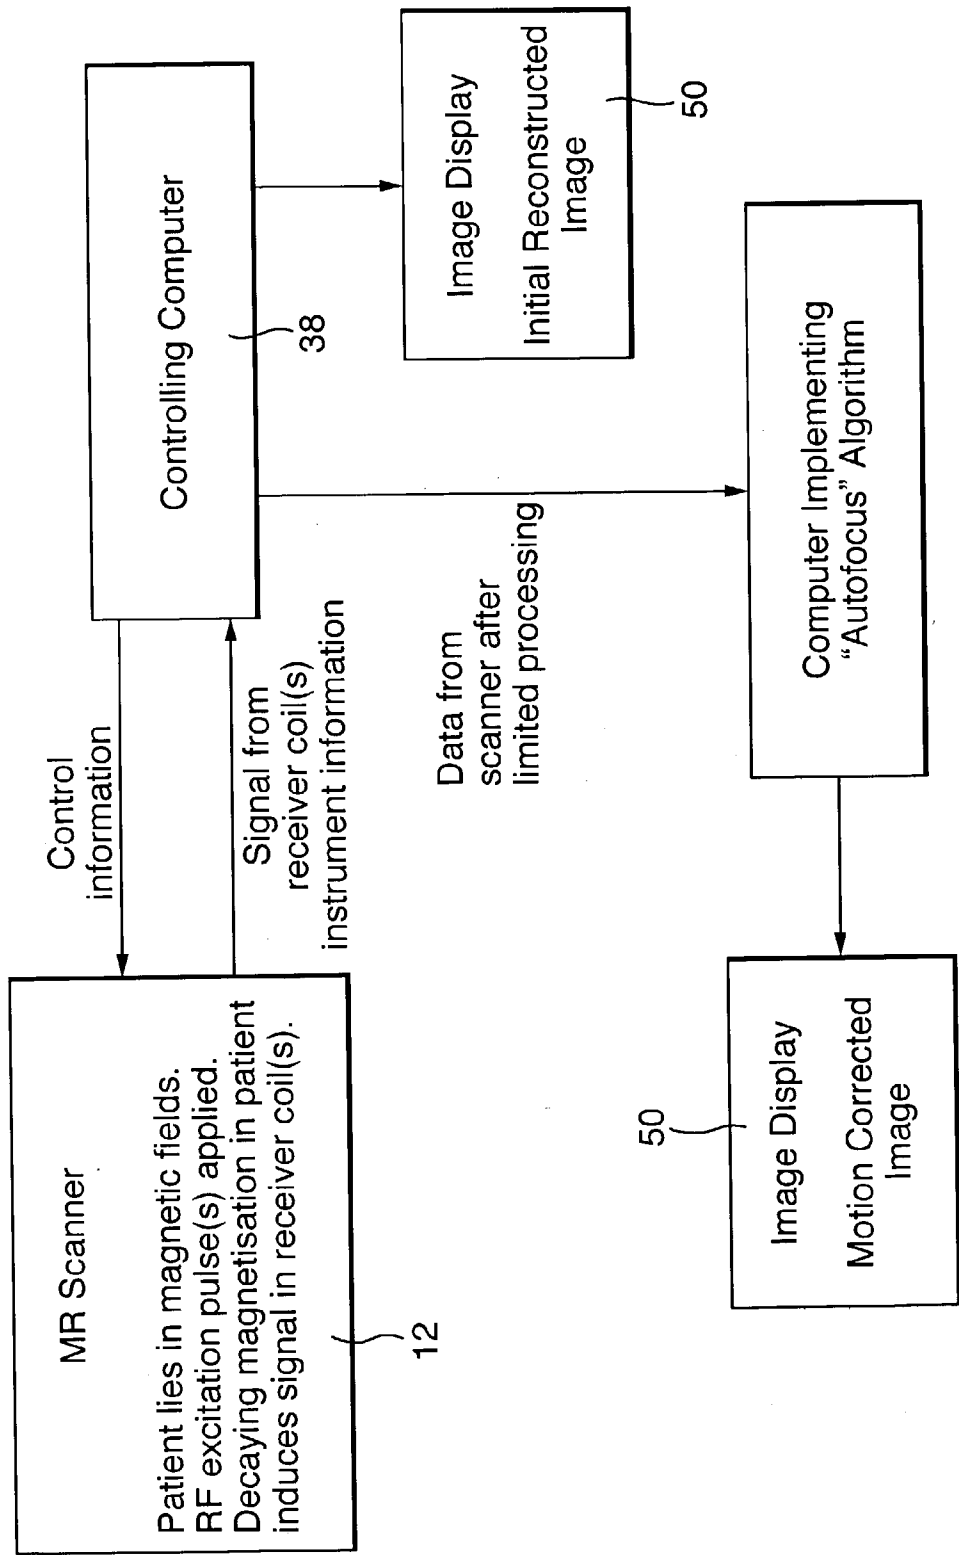 MR Scanner
Patient lies in magnetic fields.
RF excitation pulse(s) applied.
Decaying magnetisation in patient
induces signal in receiver coil(s).
12
Control
information
Signal from
receiver coil(s)
instrument information
Controlling Computer
38
Image Display
Initial Reconstructed
Image
50
Data from
scanner after
limited processing
Computer Implementing
“Autofocus” Algorithm
50
Image Display
Motion Corrected
Image